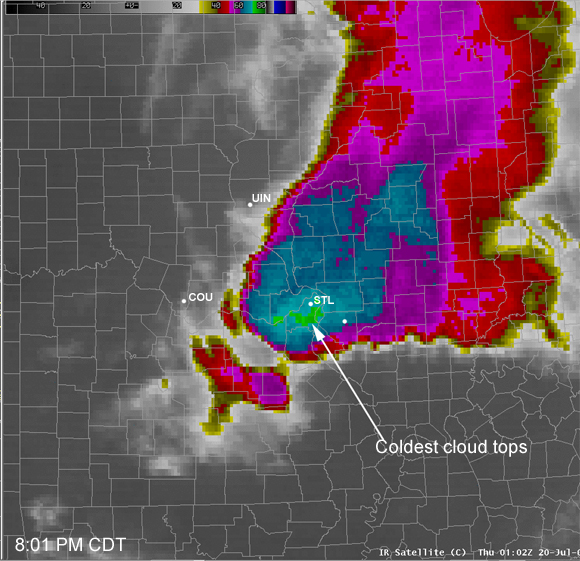 40 20 +0 20 40 60 80
UIN
COU
STL
Coldest cloud tops
8:01 PM CDT
IR Satellite (C) Thu 01:02Z 20-Jul-